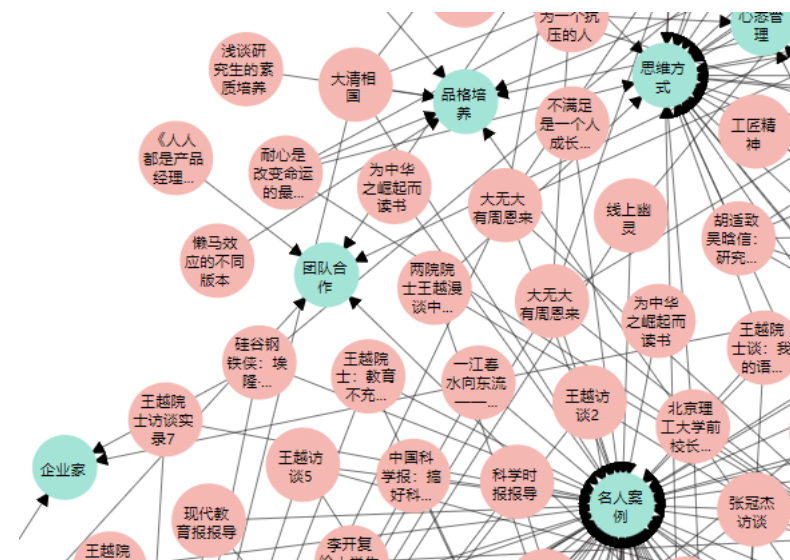 为一个抗
压的人
心态管
理
浅谈研
究生的素
质培养
大清相
国
品格培
养
思维方
式
不满足
是一个人
成长...
工匠精
神
《人人
都是产品
经理...
耐心是
改变命运
的最...
为中华
之崛起而
读书
大无大
有周恩来
线上幽
灵
胡适致
吴晗信：
研究...
懒马效
应的不同
版本
团队合
作
两院院
士王越漫
谈中...
大无大
有周恩来
为中华
之崛起而
读书
王越院
士谈：我
的语...
硅谷钢
铁侠：埃
隆·...
王越院
士：教育
不充...
一江春
水向东流
——...
王越访
谈2
北京理
工大学前
校长...
王越院
士访谈实
录7
企业家
王越访
谈5
中国科
学报：搞
好科...
科学时
报报导
名人案
例
张冠杰
访谈
现代教
育报报导
王越院
李开复